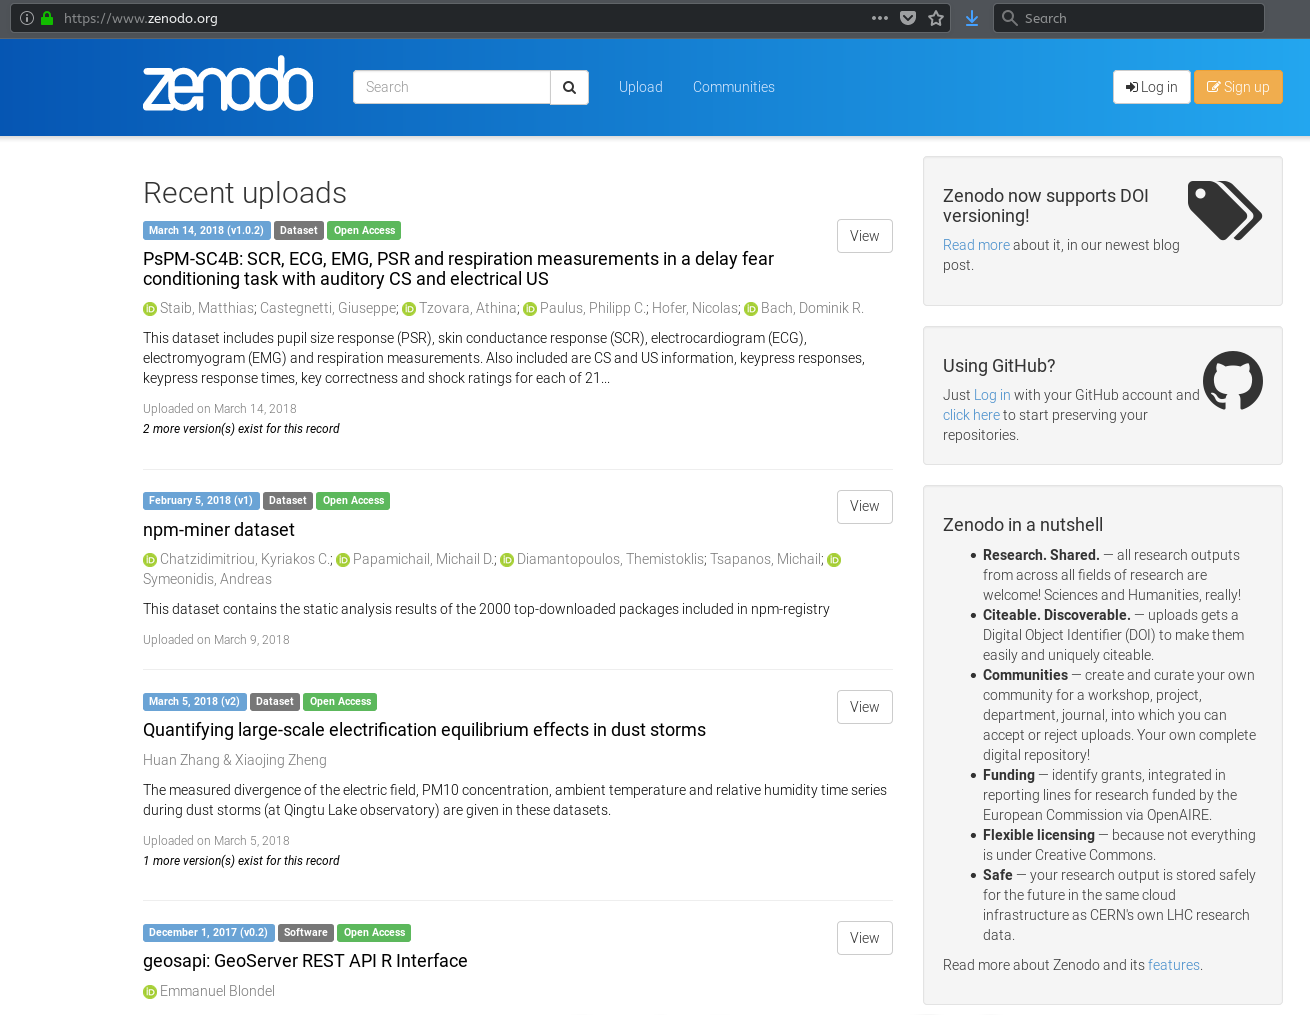 https://www.zenodo.org
Search
zenodo
Search
Upload
Communities
Log in
Sign up
Recent uploads
March 14, 2018 (v1.0.2) Dataset Open Access
View
PsPM-SC4B: SCR, ECG, EMG, PSR and respiration measurements in a delay fear
conditioning task with auditory CS and electrical US
Staib, Matthias; Castegnetti, Giuseppe; Tzovara, Athina; Paulus, Philipp C.; Hofer, Nicolas; Bach, Dominik R.
This dataset includes pupil size response (PSR), skin conductance response (SCR), electrocardiogram (ECG),
electromyogram (EMG) and respiration measurements. Also included are CS and US information, keypress responses,
keypress response times, key correctness and shock ratings for each of 21...
Uploaded on March 14, 2018
2 more version(s) exist for this record
February 5, 2018 (v1) Dataset Open Access
View
npm-miner dataset
Chatzidimitriou, Kyriakos C.; Papamichail, Michail D.; Diamantopoulos, Themistoklis; Tsapanos, Michail;
Symeonidis, Andreas
This dataset contains the static analysis results of the 2000 top-downloaded packages included in npm-registry
Uploaded on March 9, 2018
March 5, 2018 (v2) Dataset Open Access
View
Quantifying large-scale electrification equilibrium effects in dust storms
Huan Zhang & Xiaojing Zheng
The measured divergence of the electric field, PM10 concentration, ambient temperature and relative humidity time series
during dust storms (at Qingtu Lake observatory) are given in these datasets.
Uploaded on March 5, 2018
1 more version(s) exist for this record
December 1, 2017 (v0.2) Software Open Access
View
geosapi: GeoServer REST API R Interface
Emmanuel Blondel
Zenodo now supports DOI
versioning!
Read more about it, in our newest blog
post.
Using GitHub?
Just Log in with your GitHub account and
click here to start preserving your
repositories.
Zenodo in a nutshell
• Research. Shared. — all research outputs
from across all fields of research are
welcome! Sciences and Humanities, really!
• Citeable. Discoverable. — uploads gets a
Digital Object Identifier (DOI) to make them
easily and uniquely citeable.
• Communities — create and curate your own
community for a workshop, project,
department, journal, into which you can
accept or reject uploads. Your own complete
digital repository!
• Funding — identify grants, integrated in
reporting lines for research funded by the
European Commission via OpenAIRE.
• Flexible licensing — because not everything
is under Creative Commons.
• Safe — your research output is stored safely
for the future in the same cloud
infrastructure as CERN's own LHC research
data.
Read more about Zenodo and its features.